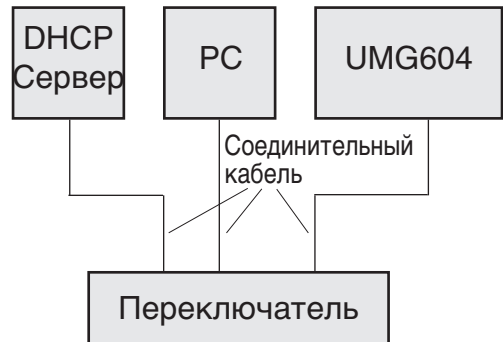 DHCP
Сервер
PC
UMG604
Соединительный
кабель
Переключатель